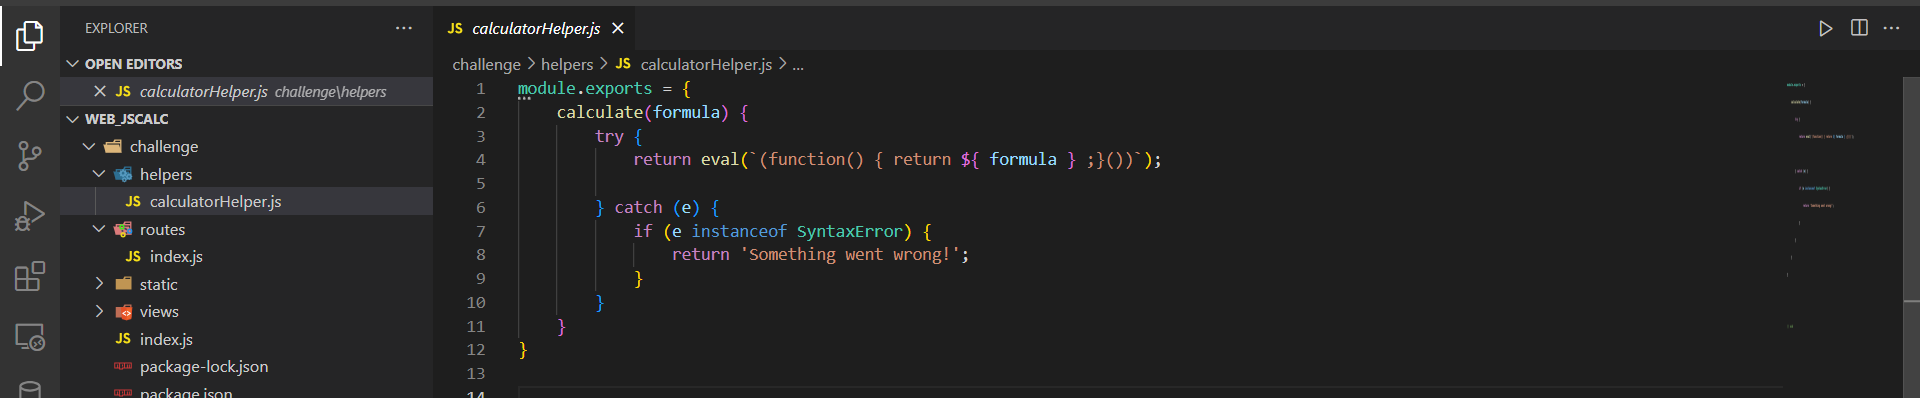 EXPLORER
OPEN EDITORS
JS calculatorHelper.js challenge\helpers
WEB_JSCALC
challenge
helpers
JS calculatorHelper.js
routes
JS index.js
static
views
JS index.js
package-lock.json
package.json
JS calculatorHelper.js
challenge > helpers > JS calculatorHelper.js > ...
1 module.exports = {
2 calculate(formula) {
3 try {
4 return eval(`(function() { return ${ formula } ;}())`);
5
6 } catch (e) {
7 if (e instanceof SyntaxError) {
8 return 'Something went wrong!';
9 }
10 }
11 }
12 }
13
14